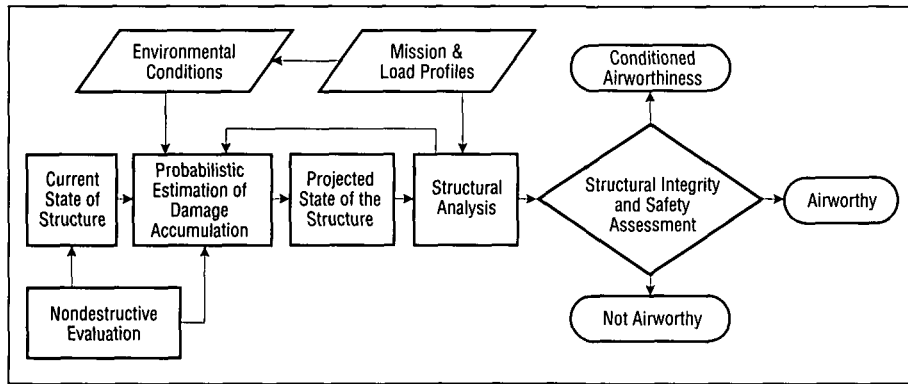 Environmental
Conditions
Mission &
Load Profiles
Conditioned
Airworthiness
Current
State of
Structure
Probabilistic
Estimation of
Damage
Accumulation
Projected
State of the
Structure
Structural
Analysis
Structural Integrity
and Safety
Assessment
Airworthy
Nondestructive
Evaluation
Not Airworthy